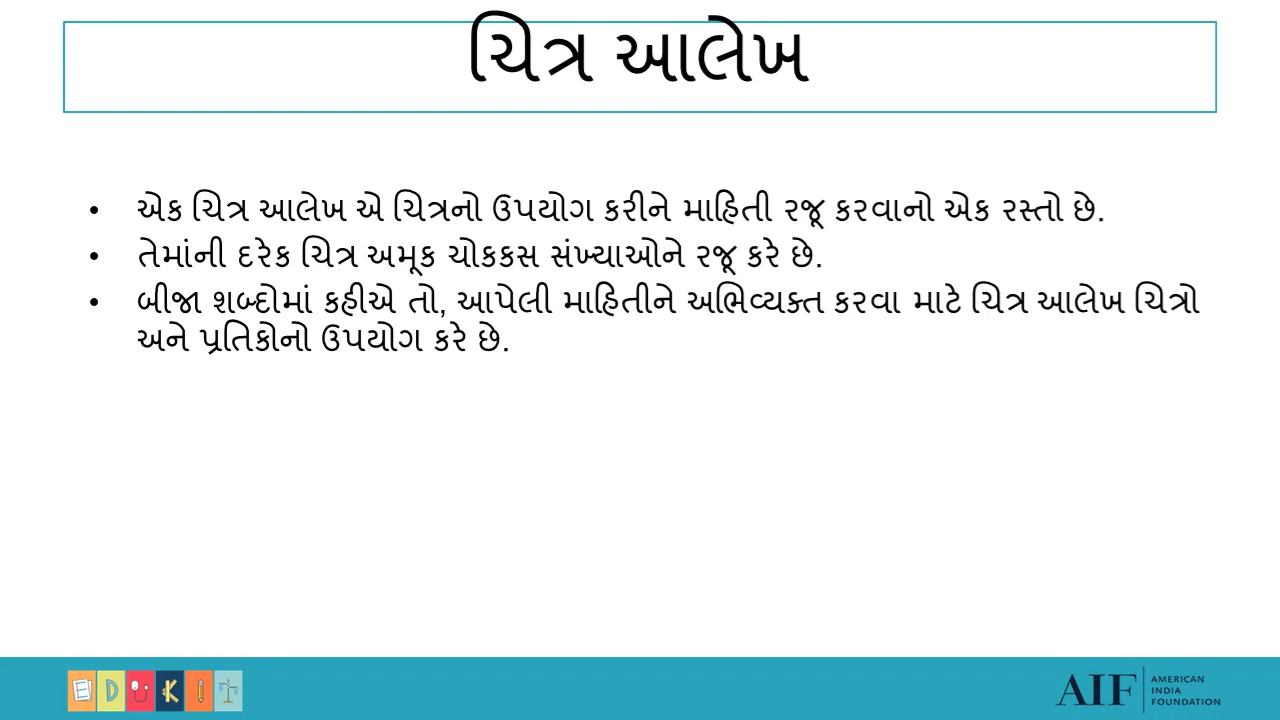 ચિત્ર આલેખ
• એક ચિત્ર આલેખ એ ચિત્રનો ઉપયોગ કરીને માહિતી રજૂ કરવાનો એક રસ્તો છે.
• તેમાંની દરેક ચિત્ર અમૂક ચોકકસ સંખ્યાઓને રજૂ કરે છે.
• બીજા શબ્દોમાં કહીએ તો, આપેલી માહિતીને અભિવ્યક્ત કરવા માટે ચિત્ર આલેખ ચિત્રો
અને પ્રતિકોનો ઉપયોગ કરે છે.
EDUKIT
AIF AMERICAN
INDIA
FOUNDATION